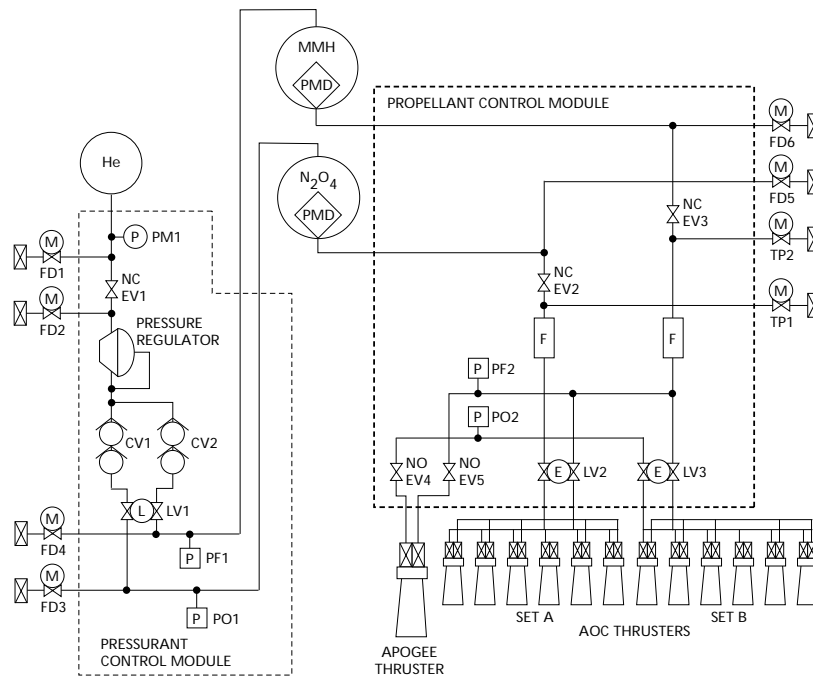 MMH
PMD
N₂O₄
PMD
He
PROPELLANT CONTROL MODULE
M
FD6
M
FD5
NC
EV3
M
TP2
NC
EV2
M
TP1
F
F
P
PF2
P
PO2
NO
EV4
NO
EV5
E
LV2
E
LV3
P
PM1
M
FD1
NC
EV1
M
FD2
PRESSURE
REGULATOR
CV1
CV2
L
LV1
M
FD4
P
PF1
M
FD3
P
PO1
PRESSURANT
CONTROL MODULE
APOGEE
THRUSTER
SET A
AOC THRUSTERS
SET B